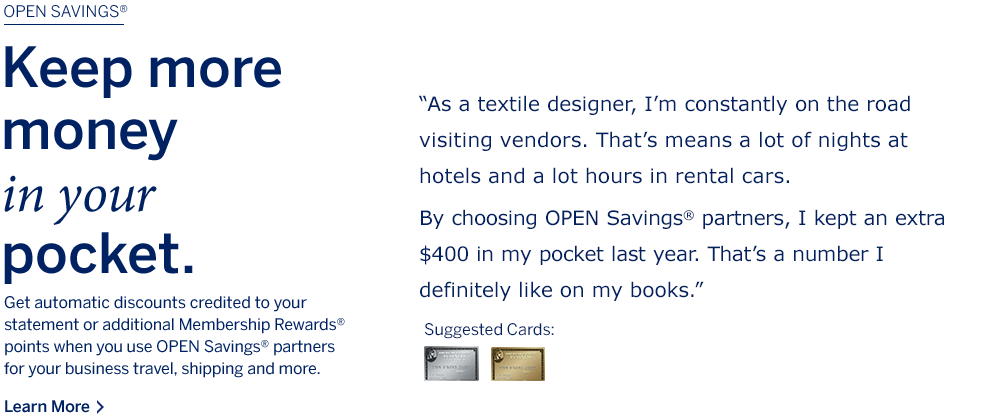 OPEN SAVINGS®
Keep more
money
in your
pocket.
Get automatic discounts credited to your
statement or additional Membership Rewards®
points when you use OPEN Savings® partners
for your business travel, shipping and more.
Learn More >
“As a textile designer, I’m constantly on the road
visiting vendors. That’s means a lot of nights at
hotels and a lot hours in rental cars.
By choosing OPEN Savings® partners, I kept an extra
$400 in my pocket last year. That’s a number I
definitely like on my books.”
Suggested Cards: